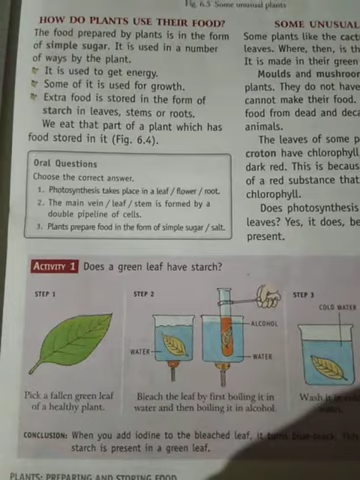 Fig. 6.5 Some unusual plants
HOW DO PLANTS USE THEIR FOOD?
The food prepared by plants is in the form
of simple sugar. It is used in a number
of ways by the plant.
It is used to get energy.
Some of it is used for growth.
Extra food is stored in the form of
starch in leaves, stems or roots.
We eat that part of a plant which has
food stored in it (Fig. 6.4).
Oral Questions
Choose the correct answer.
1. Photosynthesis takes place in a leaf / flower / root.
2. The main vein / leaf / stem is formed by a
double pipeline of cells.
3. Plants prepare food in the form of simple sugar / salt.
SOME UNUSUAL
Some plants like the cact
leaves. Where, then, is th
It is made in their green
Moulds and mushroom
plants. They do not have
cannot make their food.
food from dead and deca
animals.
The leaves of some p
croton have chlorophyll
dark red. This is becaus
of a red substance that
chlorophyll.
Does photosynthesis
leaves? Yes, it does, be
present.
ACTIVITY 1 Does a green leaf have starch?
STEP 1
STEP 2
STEP 3
COLD WATER
ALCOHOL
WATER
WATER
Pick a fallen green leaf
of a healthy plant.
Bleach the leaf by first boiling it in
water and then boiling it in alcohol.
Wash it
water.
CONCLUSION: When you add iodine to the bleached leaf, it turns blue-black. This
starch is present in a green leaf.
PLANTS: PREPARING AND STORING FOOD